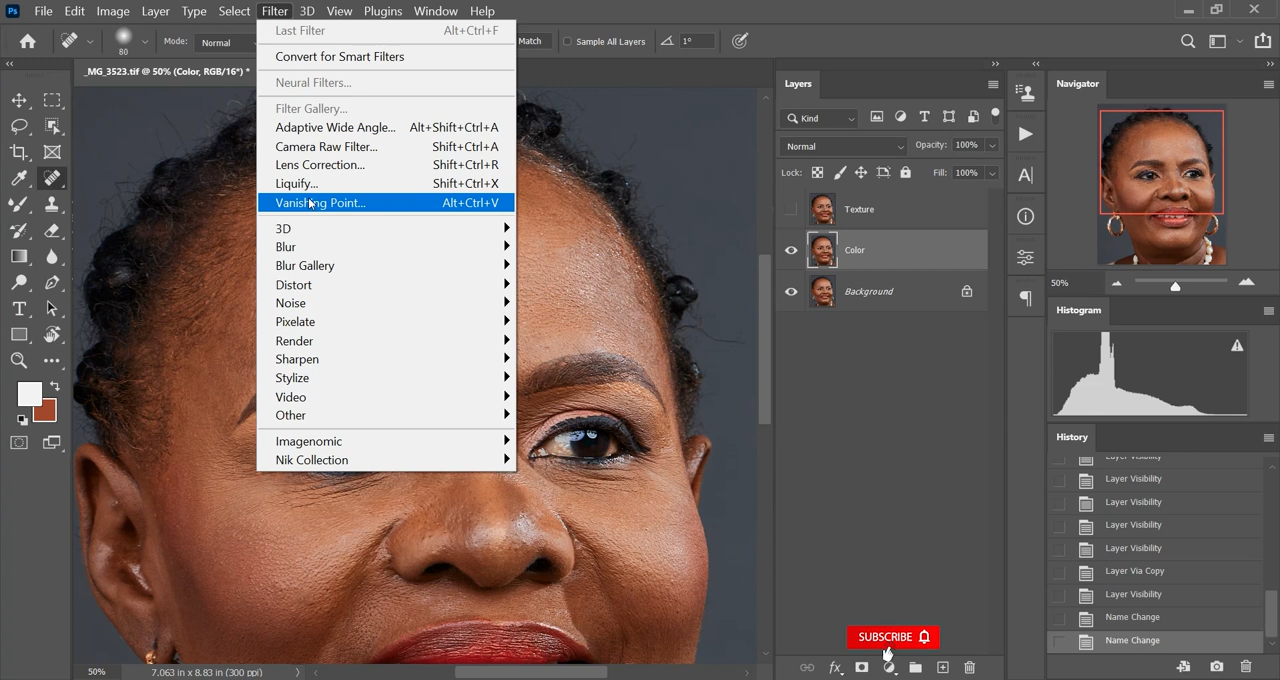 Ps File Edit Image Layer Type Select Filter 3D View Plugins Window Help
80 Mode: Normal Match Sample All Layers 1°
_MG_3523.tif @ 50% (Color, RGB/16*) *
Last Filter Alt+Ctrl+F
Convert for Smart Filters
Neural Filters...
Filter Gallery...
Adaptive Wide Angle... Alt+Shift+Ctrl+A
Camera Raw Filter... Shift+Ctrl+A
Lens Correction... Shift+Ctrl+R
Liquify... Shift+Ctrl+X
Vanishing Point... Alt+Ctrl+V
3D
Blur
Blur Gallery
Distort
Noise
Pixelate
Render
Sharpen
Stylize
Video
Other
Imagenomic
Nik Collection
50% 7.063 in x 8.83 in (300 ppi)
Layers
Kind
Normal Opacity: 100%
Lock: Fill: 100%
Texture
Color
Background
SUBSCRIBE
Navigator
50%
Histogram
History
Layer Visibility
Layer Visibility
Layer Visibility
Layer Visibility
Layer Visibility
Layer Via Copy
Layer Visibility
Name Change
Name Change